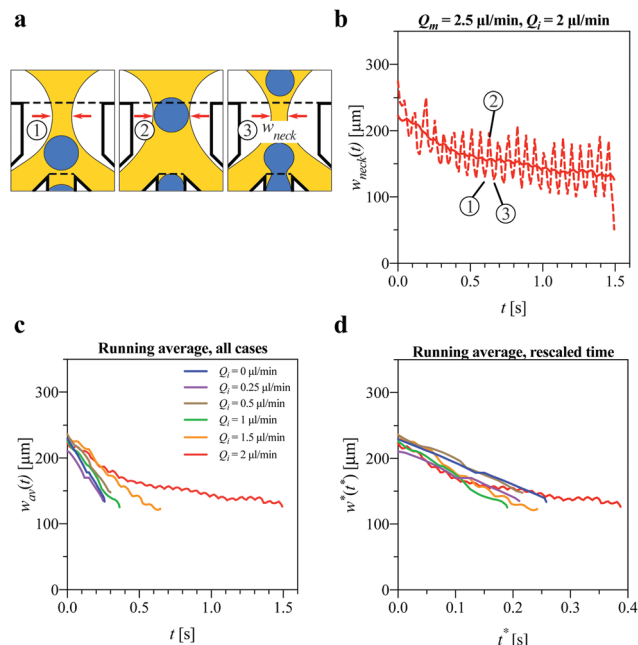 a
1
2
3
w_neck
b
Q_m = 2.5 μl/min, Q_i = 2 μl/min
w_neck(t) [μm]
300
200
100
0
2
1
3
0.0 0.5 1.0 1.5
t [s]
c
Running average, all cases
w_av(t) [μm]
300
200
100
0
Q_i = 0 μl/min
Q_i = 0.25 μl/min
Q_i = 0.5 μl/min
Q_i = 1 μl/min
Q_i = 1.5 μl/min
Q_i = 2 μl/min
0.0 0.5 1.0 1.5
t [s]
d
Running average, rescaled time
w*(t*) [μm]
300
200
100
0
0.0 0.1 0.2 0.3 0.4
t* [s]